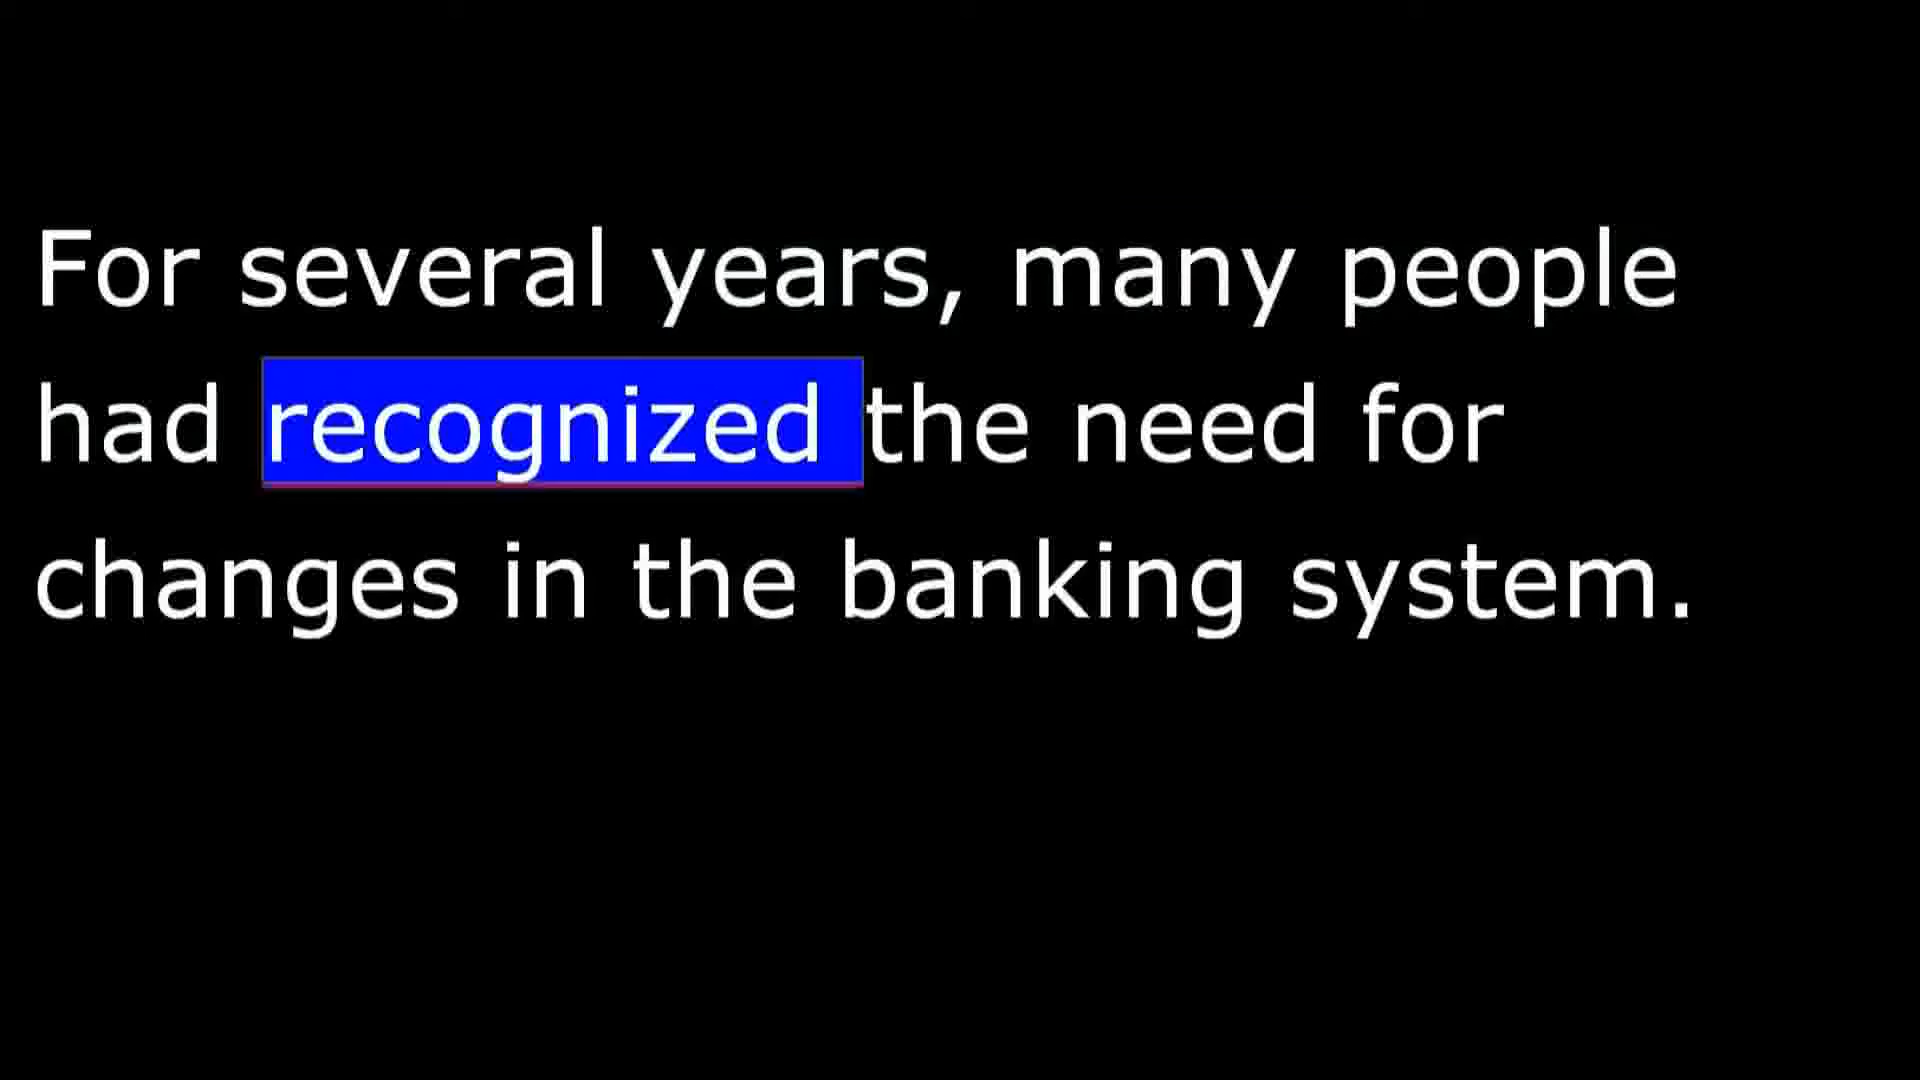 For several years, many people
had recognized the need for
changes in the banking system.